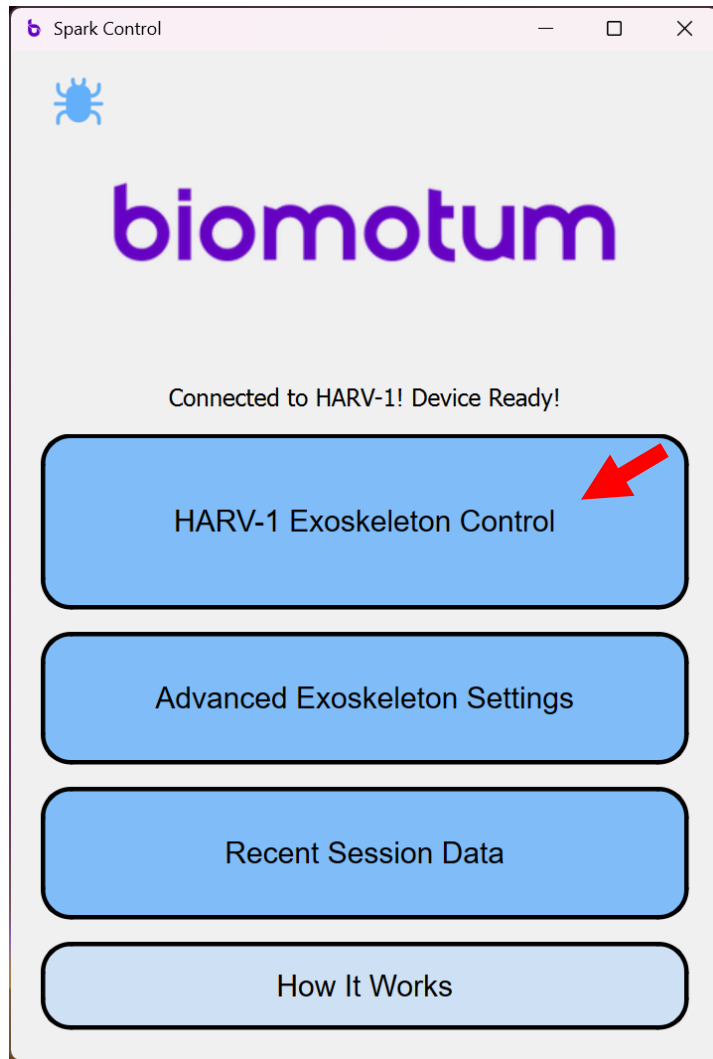 Spark Control
biomotum
Connected to HARV-1! Device Ready!
HARV-1 Exoskeleton Control
Advanced Exoskeleton Settings
Recent Session Data
How It Works